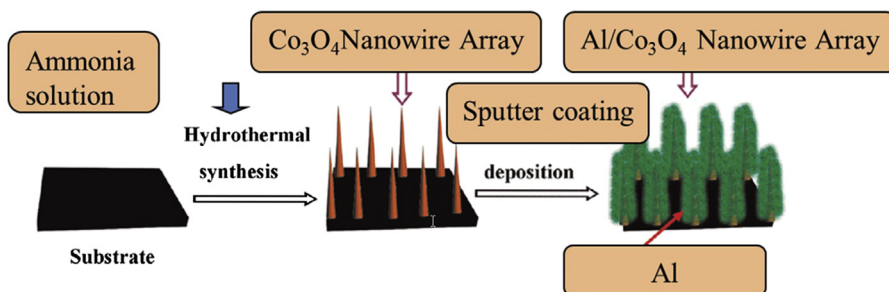 Ammonia
solution
Co₃O₄Nanowire Array
Al/Co₃O₄ Nanowire Array
Hydrothermal
synthesis
Sputter coating
deposition
Substrate
Al